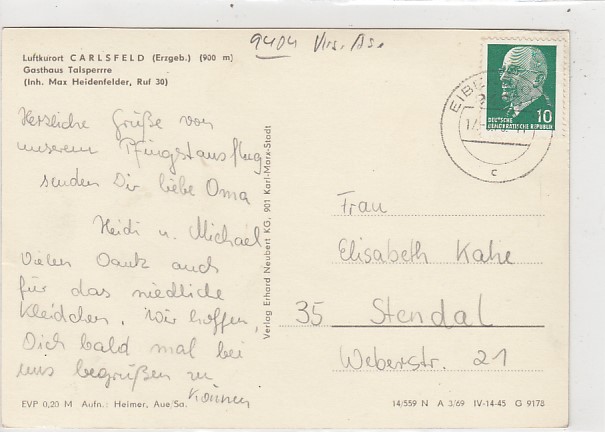 9404
Luftkurort CARLSFELD (Erzgeb.) (900 m)
Gasthaus Talsperrre
(Inh. Max Heidenfelder, Ruf 30)
Herzliche Grüße von
unserem Pfingstausflug
senden Dir liebe Oma
Heidi u. Michael
Vielen Dank auch
für das niedliche
Kleidchen. Wir hoffen,
Dich bald mal bei
uns begrüßen zu
können
EVP 0,20 M Aufn.: Heimer, Aue/Sa.
Verlag Erhard Neubert KG, 901 Karl-Marx-Stadt
10
DEUTSCHE
DEMOKRATISCHE REPUBLIK
c
Frau
Elisabeth Kahe
35 Stendal
Weberstr. 21
14/559 N A 3/69 IV-14-45 G 9178